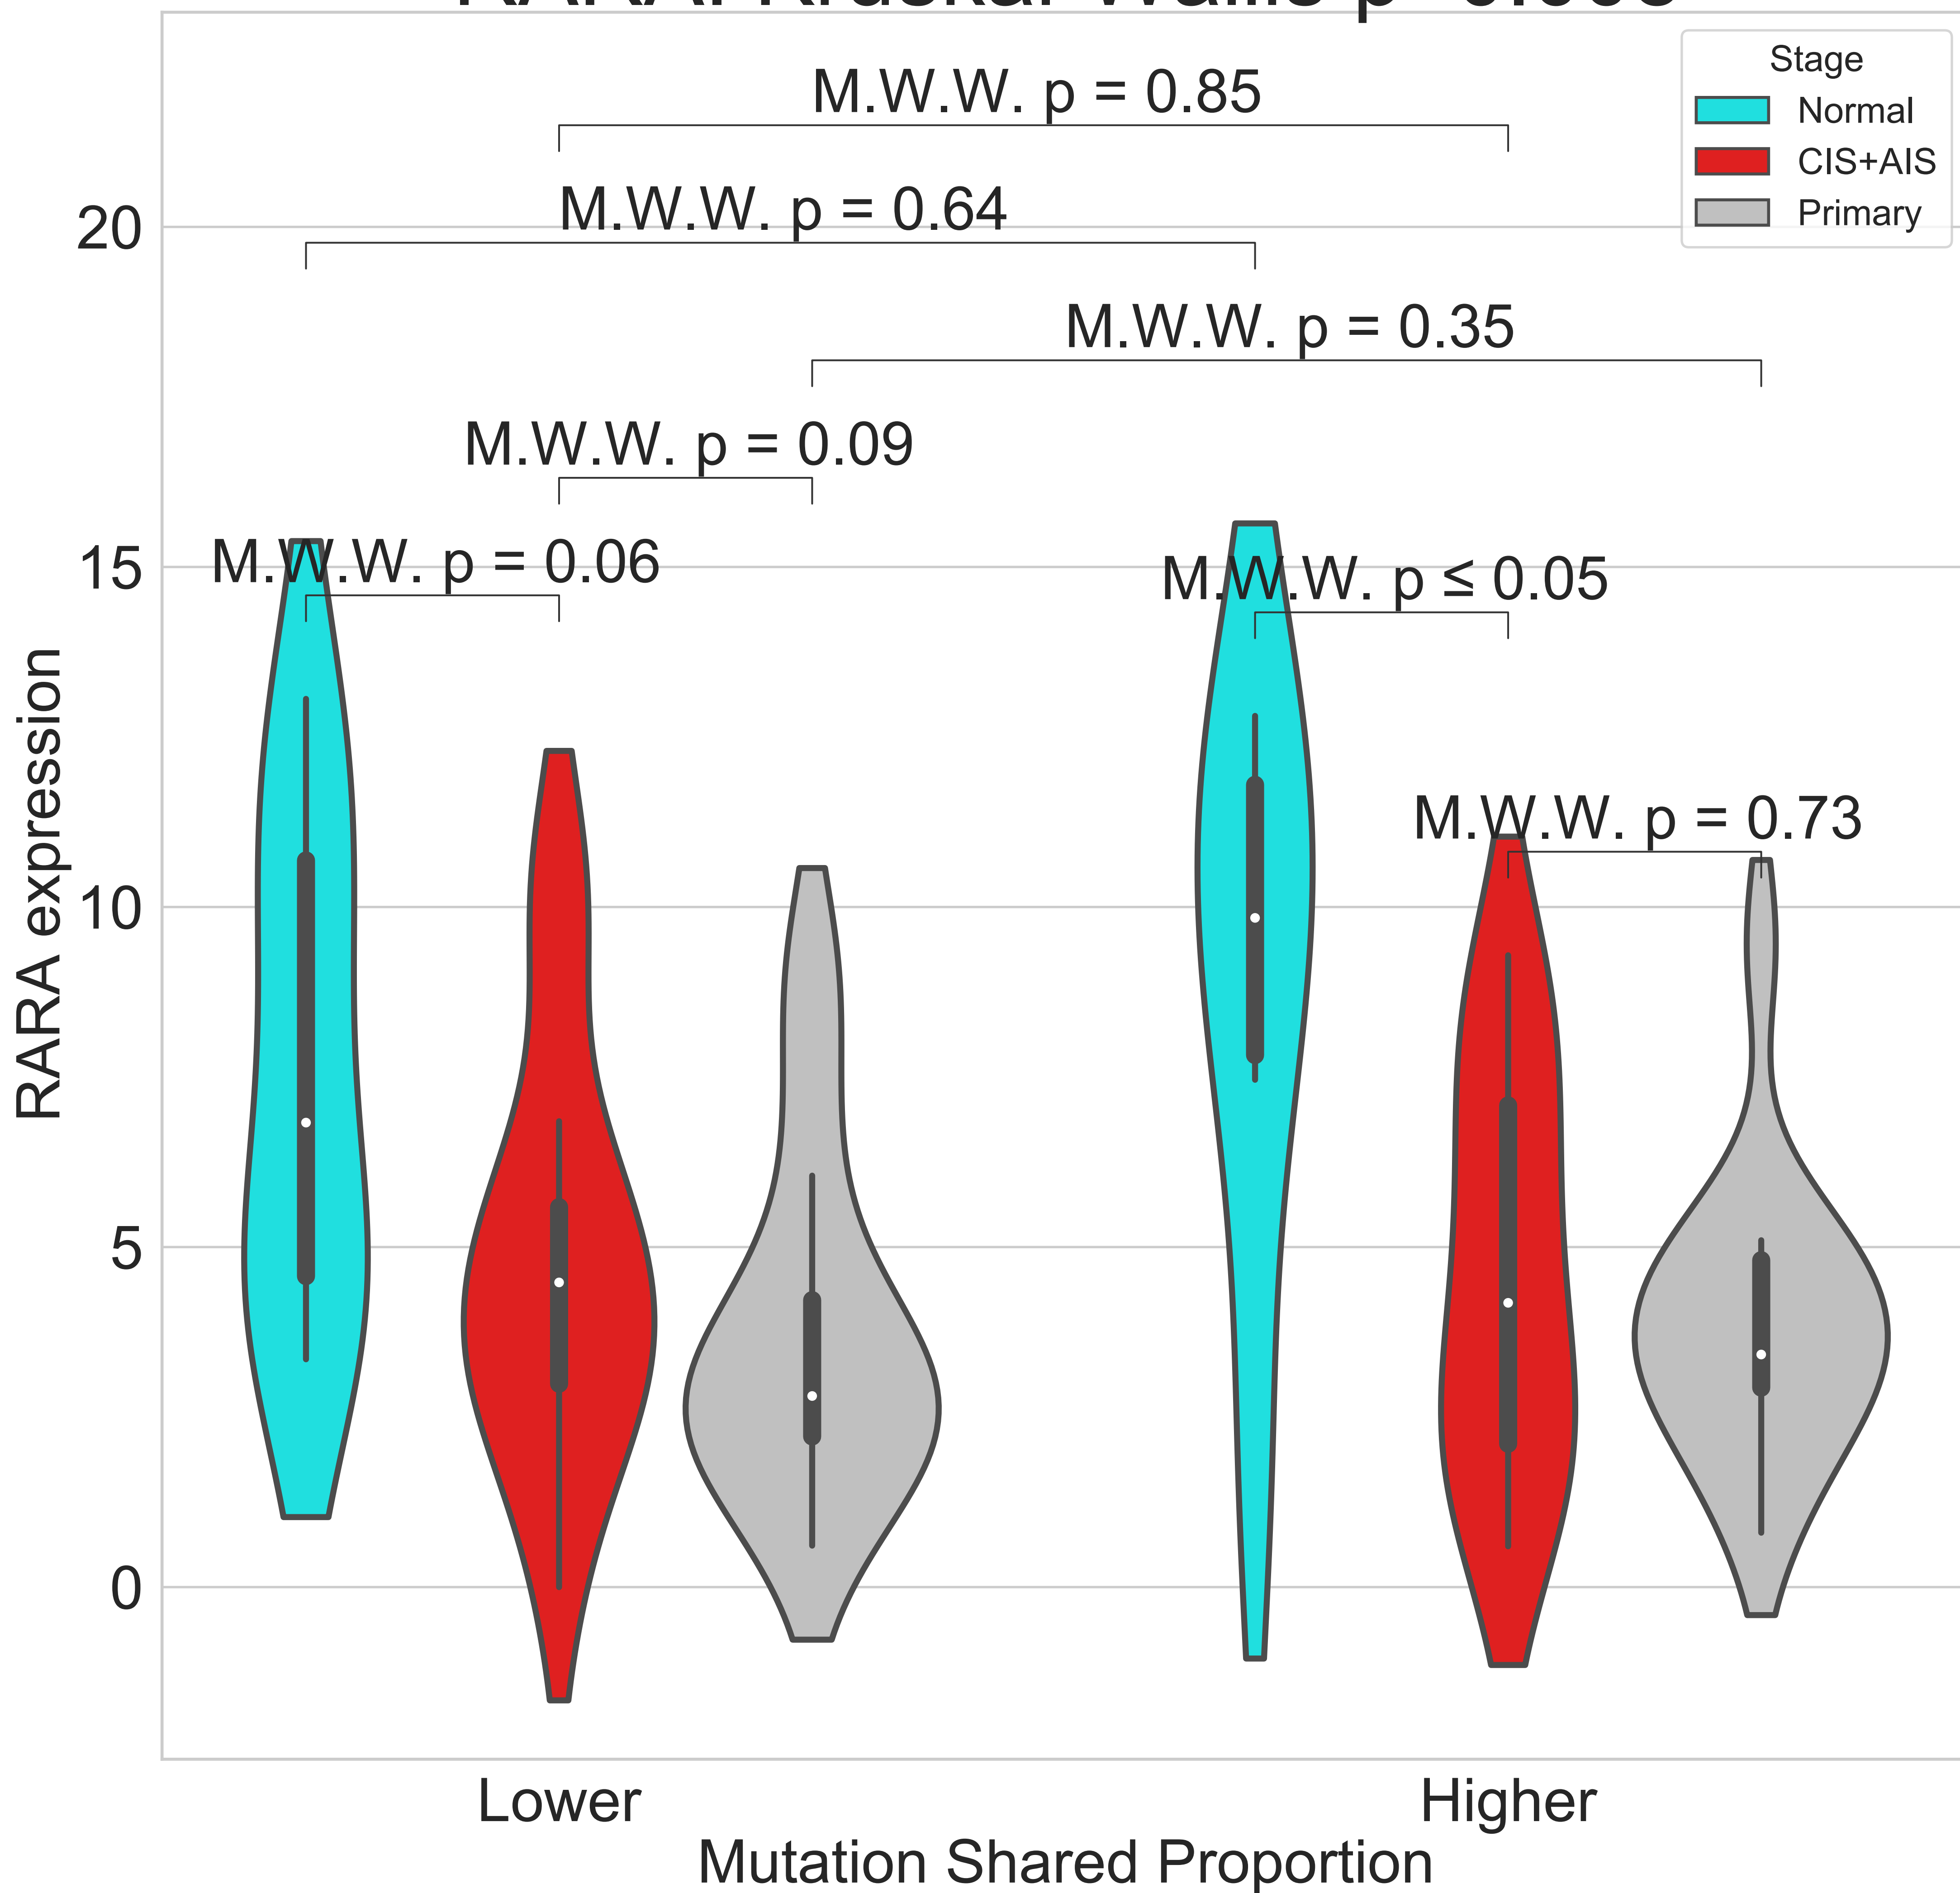 Stage
Normal
CIS+AIS
Primary
M.W.W. p = 0.85
M.W.W. p = 0.64
M.W.W. p = 0.35
M.W.W. p = 0.09
M.W.W. p = 0.06
M.W.W. p ≤ 0.05
M.W.W. p = 0.73
20
15
10
5
0
RARA expression
Lower
Higher
Mutation Shared Proportion